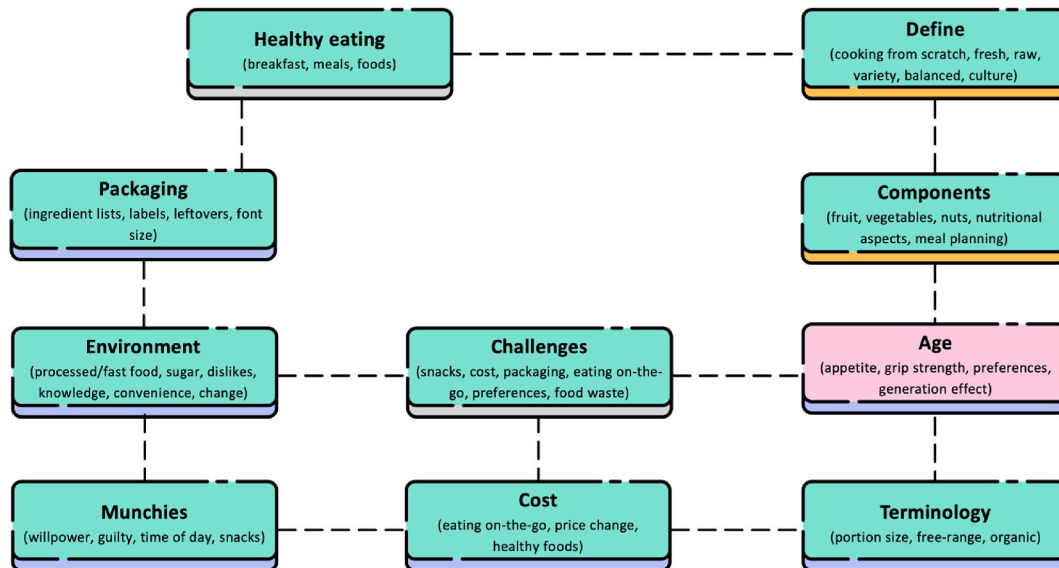 Healthy eating
(breakfast, meals, foods)
Define
(cooking from scratch, fresh, raw,
variety, balanced, culture)
Packaging
(ingredient lists, labels, leftovers, font
size)
Components
(fruit, vegetables, nuts, nutritional
aspects, meal planning)
Environment
(processed/fast food, sugar, dislikes,
knowledge, convenience, change)
Challenges
(snacks, cost, packaging, eating on-the-
go, preferences, food waste)
Age
(appetite, grip strength, preferences,
generation effect)
Munchies
(willpower, guilty, time of day, snacks)
Cost
(eating on-the-go, price change,
healthy foods)
Terminology
(portion size, free-range, organic)